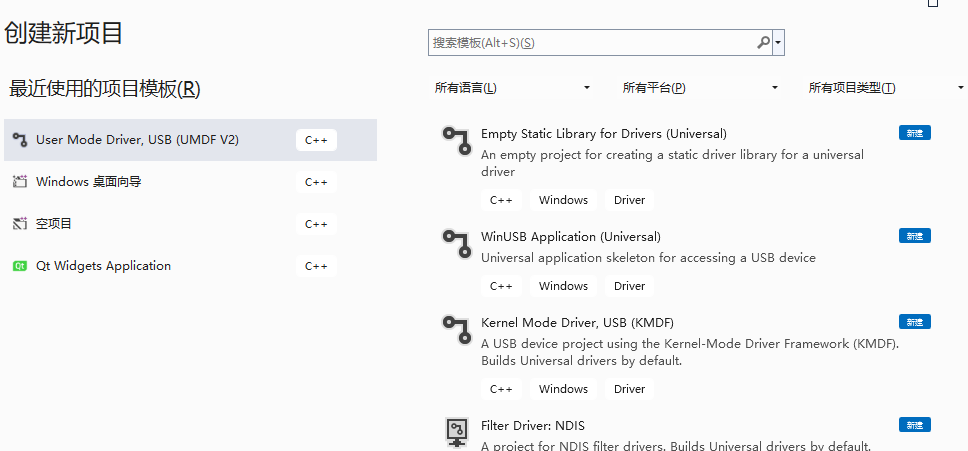 创建新项目
最近使用的项目模板(R)
User Mode Driver, USB (UMDF V2) C++
Windows 桌面向导 C++
空项目 C++
Qt Widgets Application C++
搜索模板(Alt+S)(S)
所有语言(L) 所有平台(P) 所有项目类型(T)
Empty Static Library for Drivers (Universal) 新建
An empty project for creating a static driver library for a universal
driver
C++ Windows Driver
WinUSB Application (Universal) 新建
Universal application skeleton for accessing a USB device
C++ Windows Driver
Kernel Mode Driver, USB (KMDF) 新建
A USB device project using the Kernel-Mode Driver Framework (KMDF).
Builds Universal drivers by default.
C++ Windows Driver
Filter Driver: NDIS 新建
A project for NDIS filter drivers. Builds Universal drivers by default.